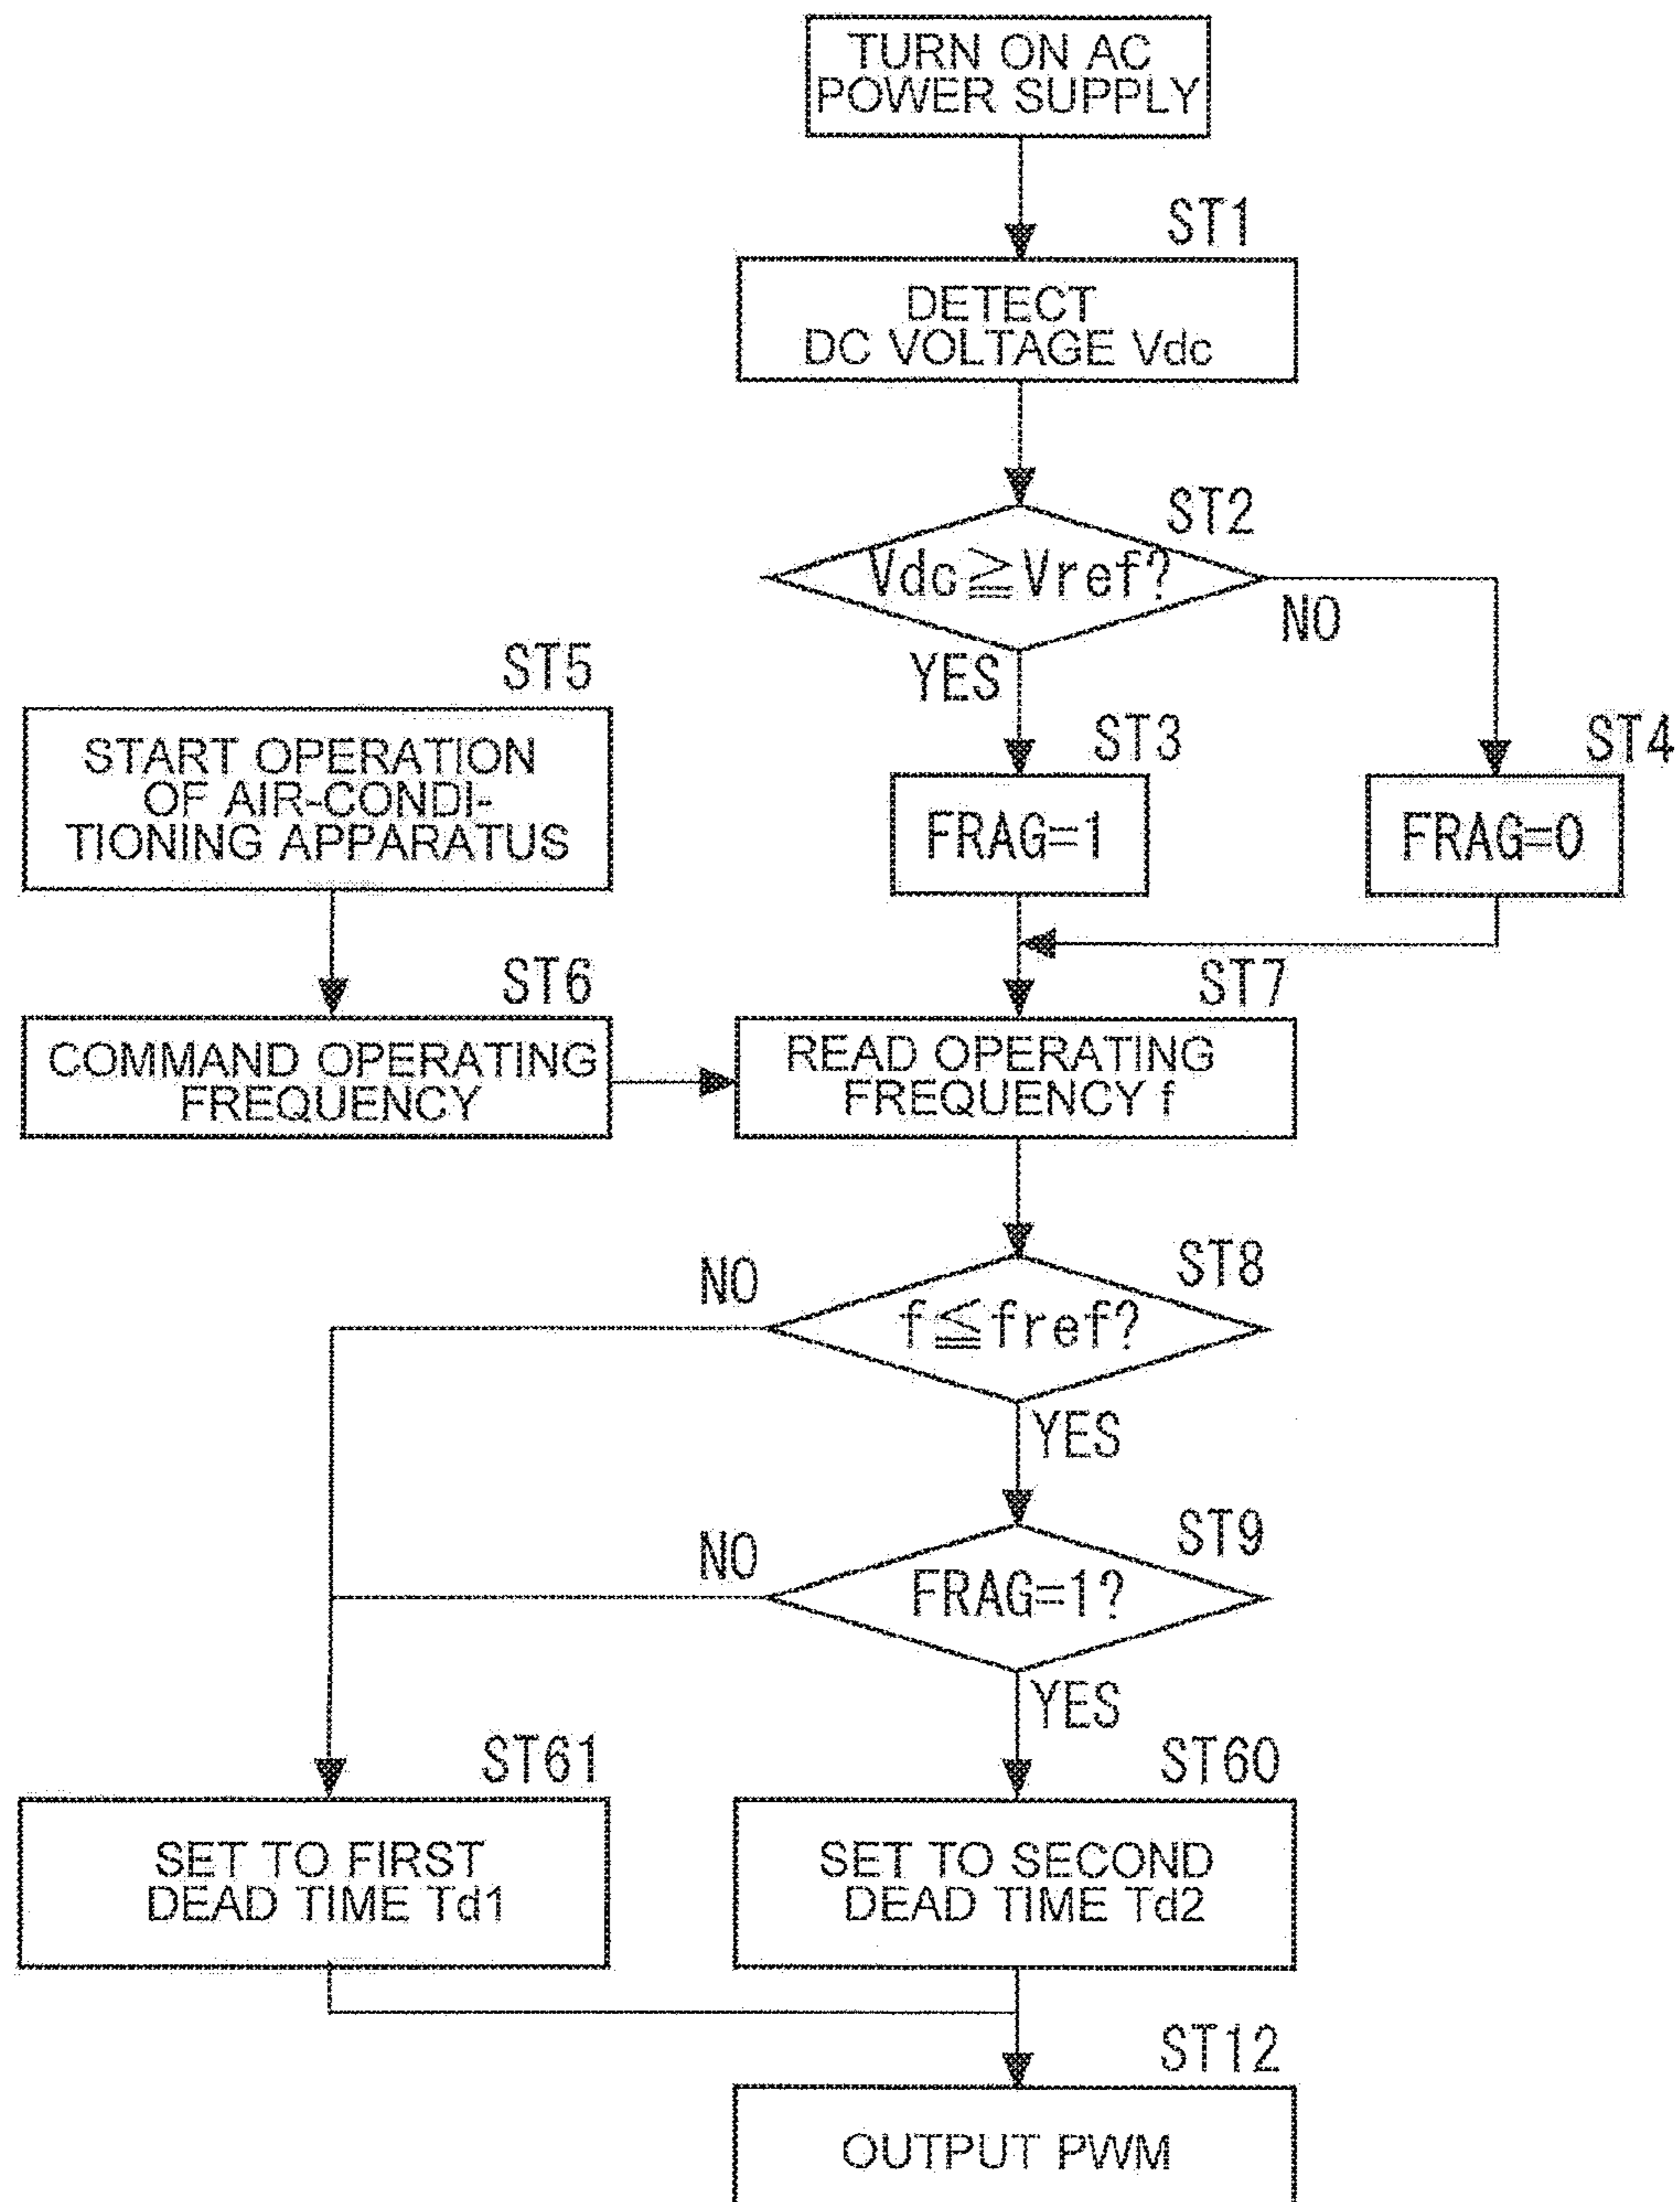 TURN ON AC
POWER SUPPLY
ST1
DETECT
DC VOLTAGE Vdc
ST2
Vdc≧Vref?
NO
YES
ST5
START OPERATION
OF AIR-CONDI-
TIONING APPARATUS
ST3
FRAG=1
ST4
FRAG=0
ST6
COMMAND OPERATING
FREQUENCY
ST7
READ OPERATING
FREQUENCY f
ST8
f≦fref?
NO
YES
ST9
FRAG=1?
NO
YES
ST61
SET TO FIRST
DEAD TIME Td1
ST60
SET TO SECOND
DEAD TIME Td2
ST12
OUTPUT PWM